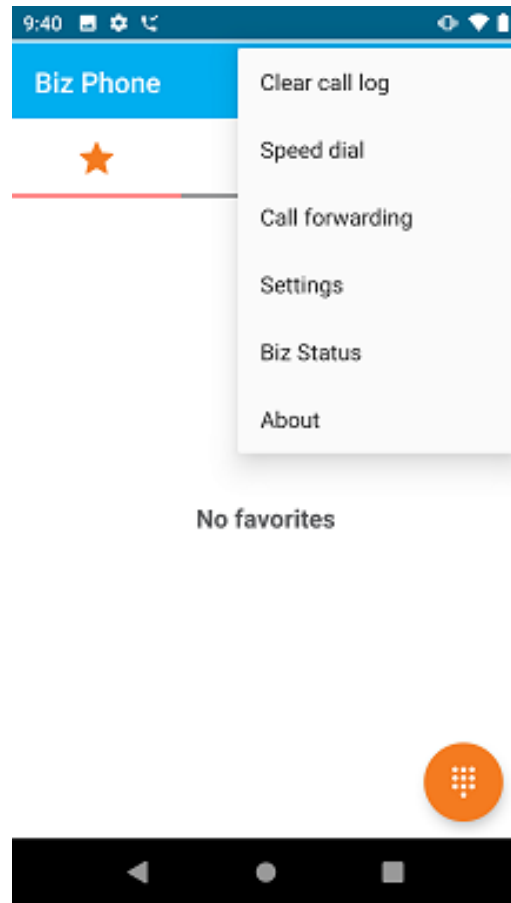 9:40
Biz Phone
Clear call log
Speed dial
Call forwarding
Settings
Biz Status
About
No favorites